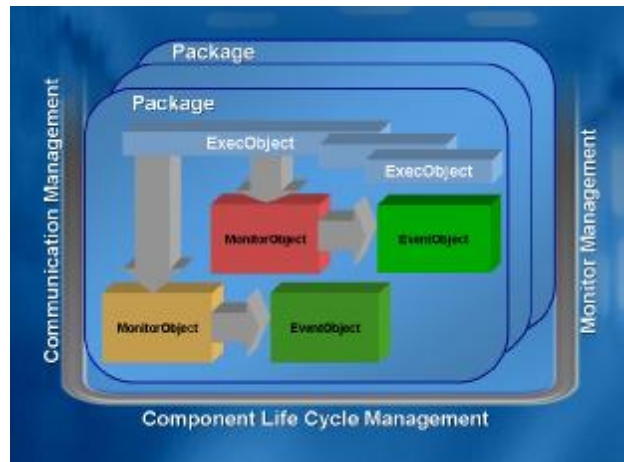 Package
Package
ExecObject
ExecObject
MonitorObject
EventObject
MonitorObject
EventObject
Communication Management
Monitor Management
Component Life Cycle Management